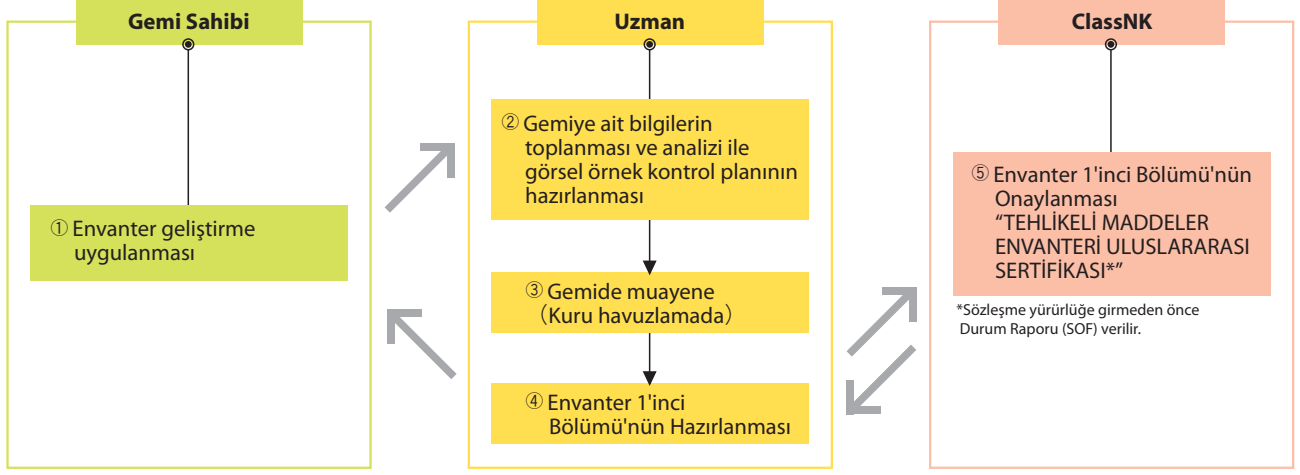 Gemi Sahibi
① Envanter geliştirme
uygulanması
Uzman
② Gemiye ait bilgilerin
toplanması ve analizi ile
görsel örnek kontrol planının
hazırlanması
③ Gemide muayene
(Kuru havuzlamada)
④ Envanter 1'inci
Bölümü'nün Hazırlanması
ClassNK
⑤ Envanter 1'inci Bölümü'nün
Onaylanması
“TEHLİKELİ MADDELER
ENVANTERİ ULUSLARARASI
SERTİFİKASI*”
*Sözleşme yürürlüğe girmeden önce
Durum Raporu (SOF) verilir.